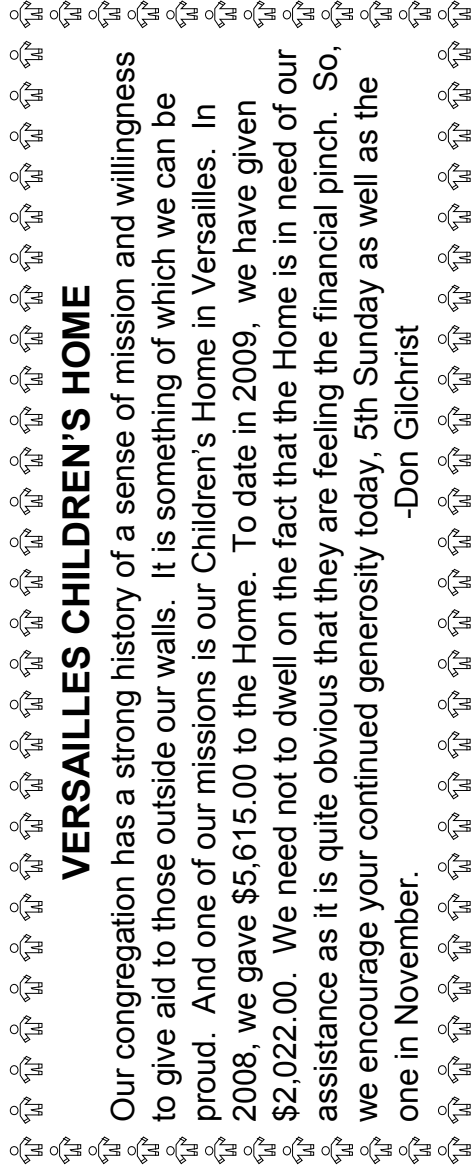 VERSAILLES CHILDREN'S HOME
Our congregation has a strong history of a sense of mission and willingness
to give aid to those outside our walls.  It is something of which we can be
proud.  And one of our missions is our Children's Home in Versailles.  In
2008, we gave $5,615.00 to the Home.  To date in 2009,  we have given
$2,022.00.  We need not to dwell on the fact that the Home is in need of our
assistance as it is quite obvious that they are feeling the financial pinch.  So,
we encourage your continued generosity today, 5th Sunday as well as the
one in November.                                        -Don Gilchrist